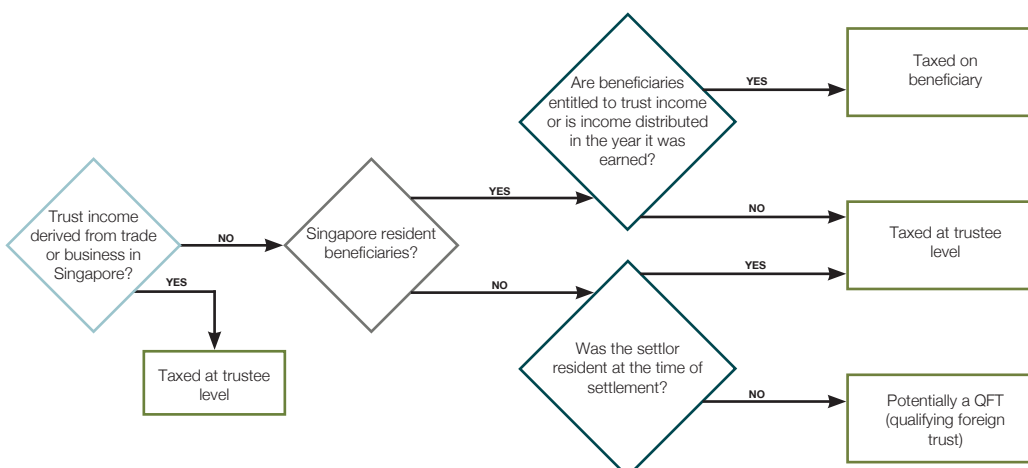 Trust income
derived from trade
or business in
Singapore?
NO
YES
Taxed at trustee
level
Singapore resident
beneficiaries?
YES
NO
Are beneficiaries
entitled to trust income
or is income distributed
in the year it was
earned?
YES
NO
Taxed on
beneficiary
Was the settlor
resident at the time of
settlement?
YES
NO
Taxed at trustee
level
Potentially a QFT
(qualifying foreign
trust)